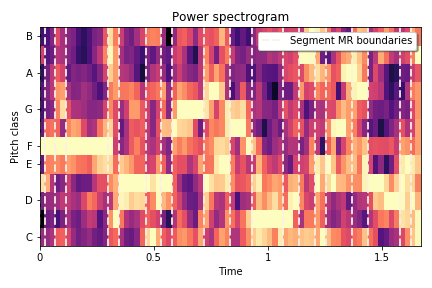 Power spectrogram
Segment MR boundaries
Pitch class
B
A
G
F
E
D
C
0
0.5
1
1.5
Time